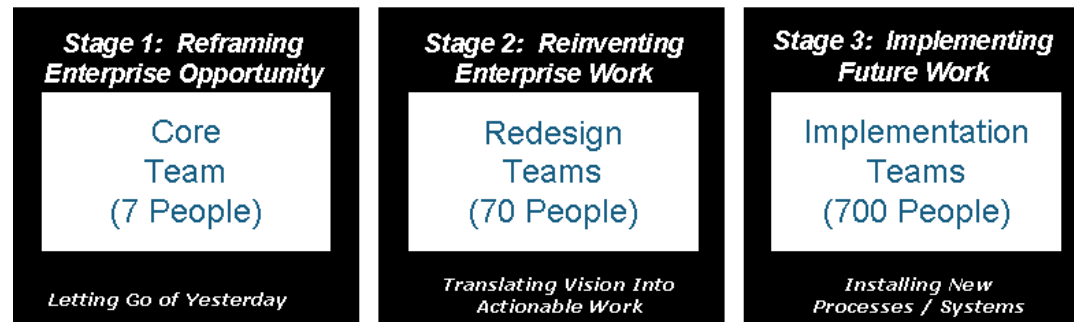 Stage 1: Reframing
Enterprise Opportunity
Core
Team
(7 People)
Letting Go of Yesterday
Stage 2: Reinventing
Enterprise Work
Redesign
Teams
(70 People)
Translating Vision Into
Actionable Work
Stage 3: Implementing
Future Work
Implementation
Teams
(700 People)
Installing New
Processes / Systems